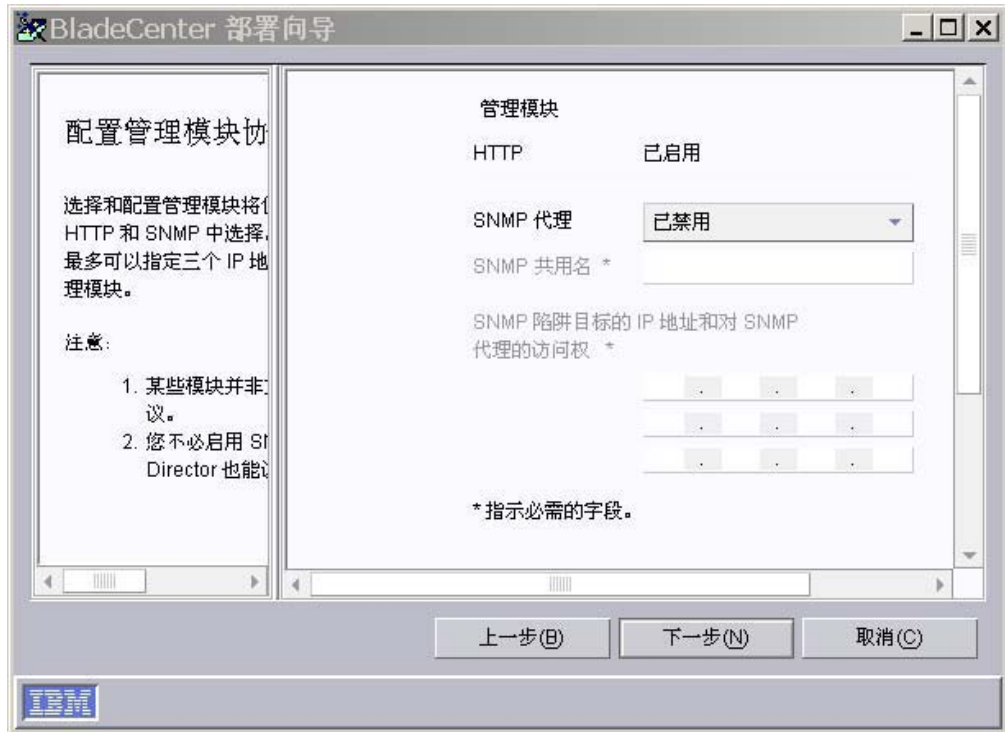 BladeCenter 部署向导
配置管理模块协
选择和配置管理模块将
HTTP 和 SNMP 中选择，
最多可以指定三个 IP 地
理模块。
注意：
1. 某些模块并非
议。
2. 您不必启用 SN
Director 也能
管理模块
HTTP 已启用
SNMP 代理 已禁用
SNMP 共用名 *
SNMP 陷阱目标的 IP 地址和对 SNMP
代理的访问权 *
. . .
. . .
. . .
* 指示必需的字段。
上一步(B) 下一步(N) 取消(C)
IBM